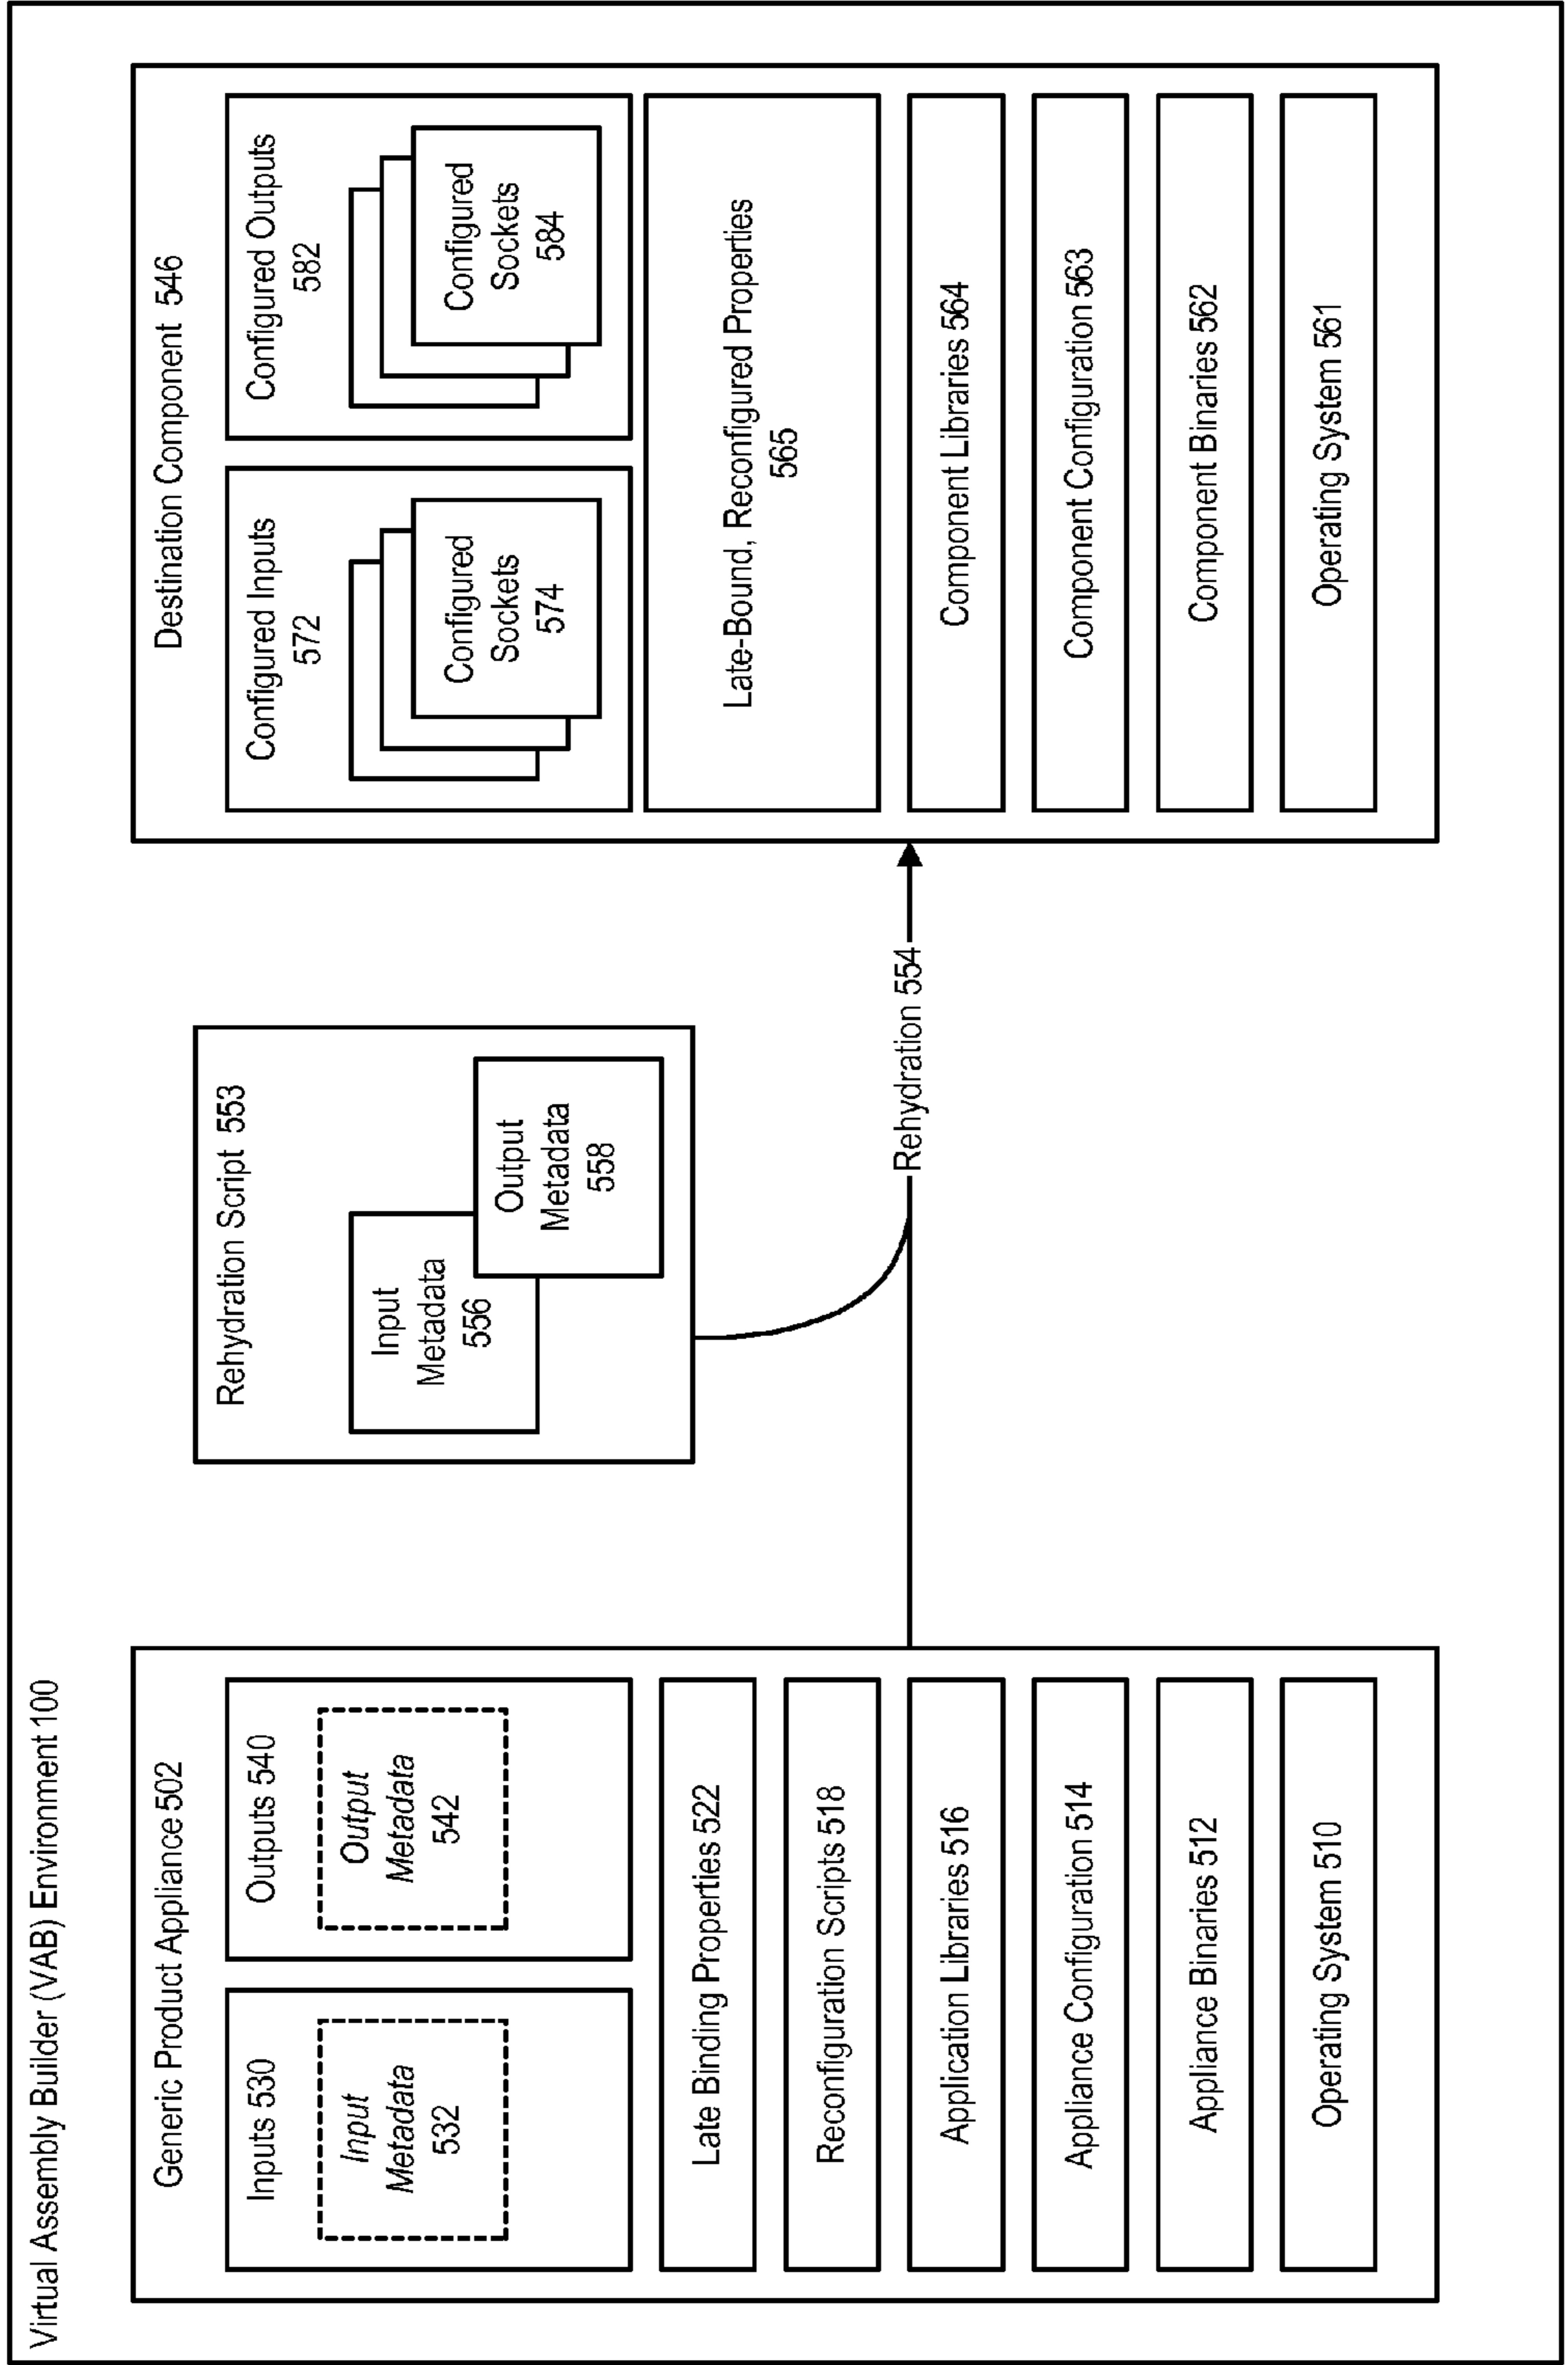 Virtual Assembly Builder (VAB) Environment 100
Generic Product Appliance 502
Inputs 530
Input
Metadata
532
Outputs 540
Output
Metadata
542
Late Binding Properties 522
Reconfiguration Scripts 518
Application Libraries 516
Appliance Configuration 514
Appliance Binaries 512
Operating System 510
Rehydration Script 553
Input
Metadata
556
Output
Metadata
558
Rehydration 554
Destination Component 546
Configured Inputs
572
Configured
Sockets
574
Configured Outputs
582
Configured
Sockets
584
Late-Bound, Reconfigured Properties
565
Component Libraries 564
Component Configuration 563
Component Binaries 562
Operating System 561